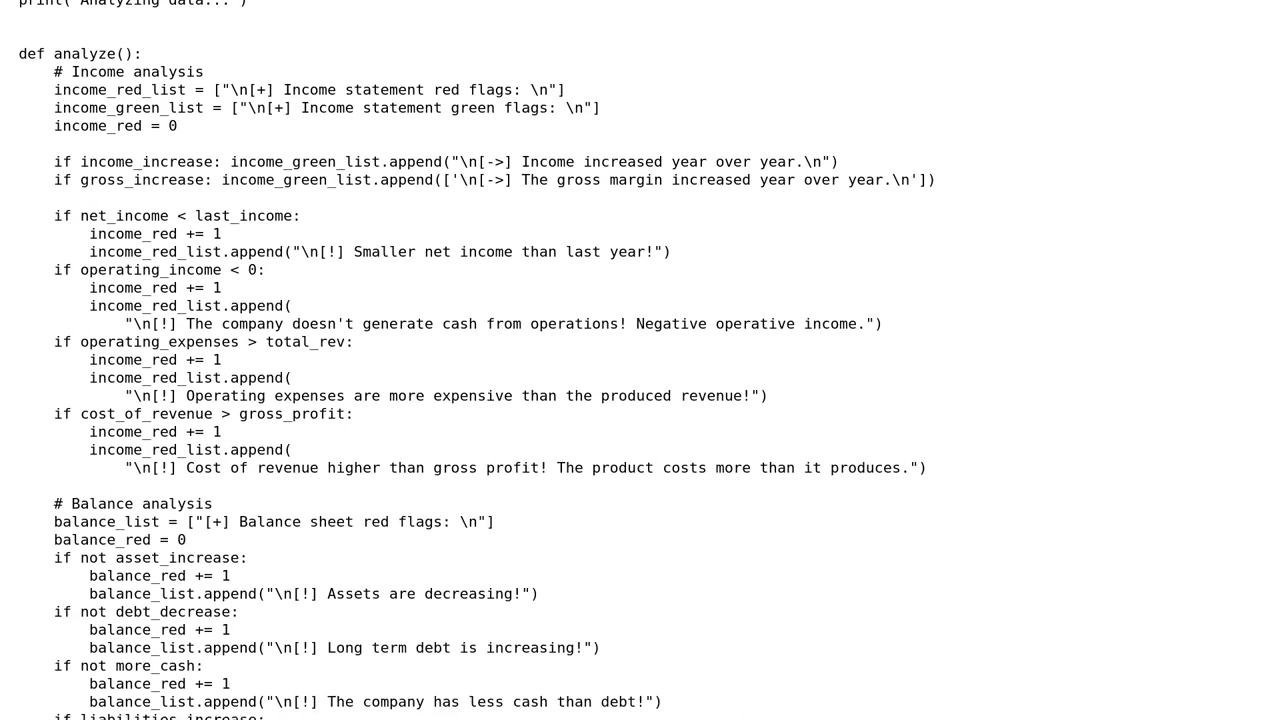 print("Analyzing data...")
def analyze():
    # Income analysis
    income_red_list = ["\n[+] Income statement red flags: \n"]
    income_green_list = ["\n[+] Income statement green flags: \n"]
    income_red = 0
    if income_increase: income_green_list.append("\n[->] Income increased year over year.\n")
    if gross_increase: income_green_list.append(['\n[->] The gross margin increased year over year.\n'])
    if net_income < last_income:
        income_red += 1
        income_red_list.append("\n[!] Smaller net income than last year!")
    if operating_income < 0:
        income_red += 1
        income_red_list.append(
            "\n[!] The company doesn't generate cash from operations! Negative operative income.")
    if operating_expenses > total_rev:
        income_red += 1
        income_red_list.append(
            "\n[!] Operating expenses are more expensive than the produced revenue!")
    if cost_of_revenue > gross_profit:
        income_red += 1
        income_red_list.append(
            "\n[!] Cost of revenue higher than gross profit! The product costs more than it produces.")
    # Balance analysis
    balance_list = ["[+] Balance sheet red flags: \n"]
    balance_red = 0
    if not asset_increase:
        balance_red += 1
        balance_list.append("\n[!] Assets are decreasing!")
    if not debt_decrease:
        balance_red += 1
        balance_list.append("\n[!] Long term debt is increasing!")
    if not more_cash:
        balance_red += 1
        balance_list.append("\n[!] The company has less cash than debt!")
    if liabilities_increase: